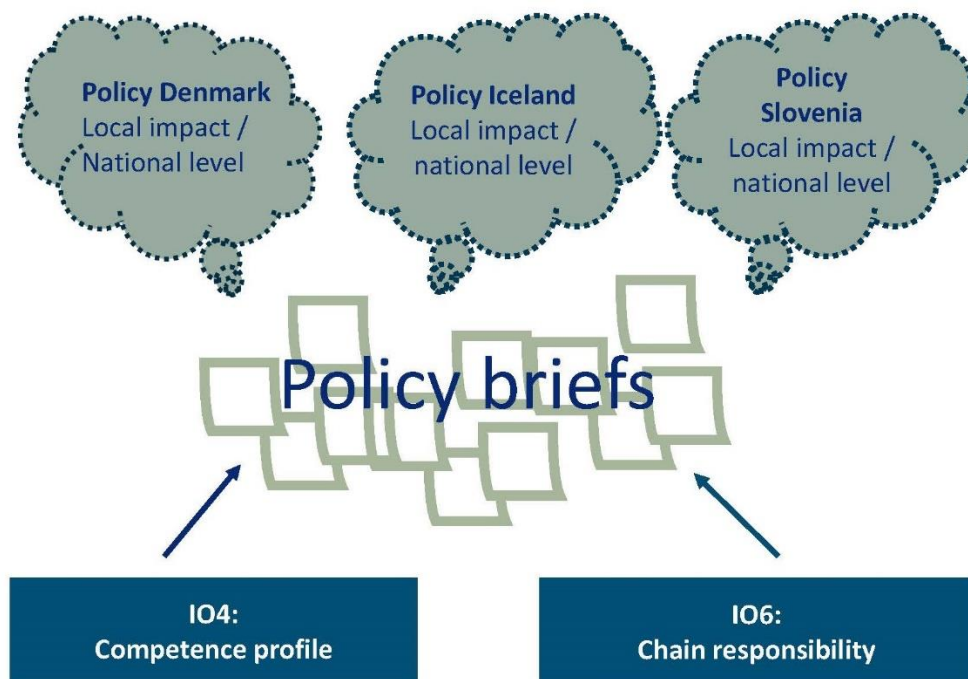 Policy Denmark
Local impact /
National level
Policy Iceland
Local impact /
national level
Policy
Slovenia
Local impact /
national level
Policy briefs
IO4:
Competence profile
IO6:
Chain responsibility